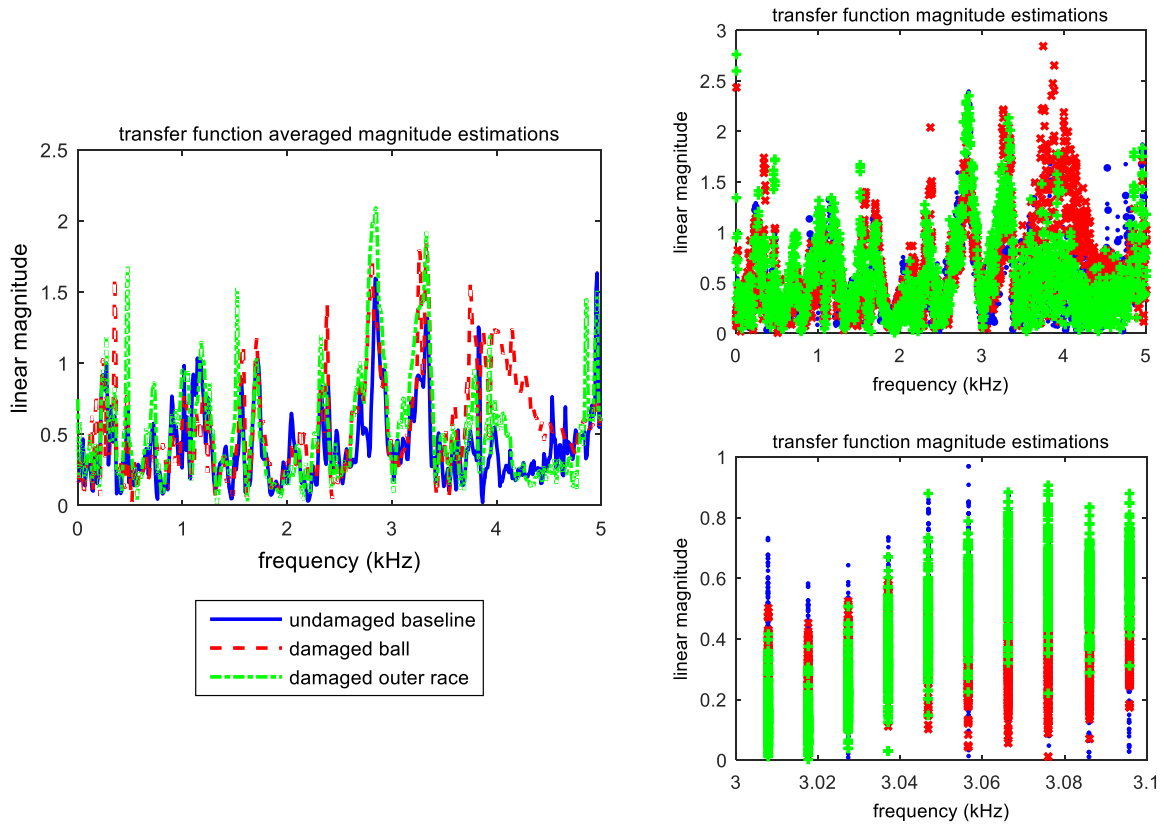 transfer function averaged magnitude estimations
linear magnitude
2.5
2
1.5
1
0.5
0
0 1 2 3 4 5
frequency (kHz)
undamaged baseline
damaged ball
damaged outer race
transfer function magnitude estimations
linear magnitude
3
2.5
2
1.5
1
0.5
0
0 1 2 3 4 5
frequency (kHz)
transfer function magnitude estimations
linear magnitude
1
0.8
0.6
0.4
0.2
0
3 3.02 3.04 3.06 3.08 3.1
frequency (kHz)